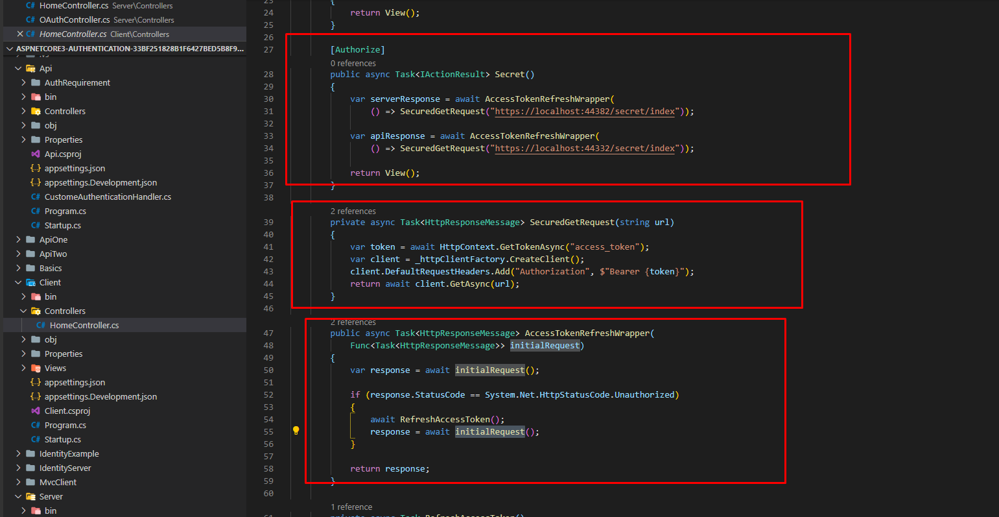 C# HomeController.cs Server\Controllers
C# OAuthController.cs Server\Controllers
C# HomeController.cs Client\Controllers
ASPNETCORE3-AUTHENTICATION-33BF251828B1F6427BED5B8F9...
Api
AuthRequirement
bin
Controllers
obj
Properties
Api.csproj
{..} appsettings.json
{..} appsettings.Development.json
C# CustomeAuthenticationHandler.cs
C# Program.cs
C# Startup.cs
ApiOne
ApiTwo
Basics
Client
bin
Controllers
C# HomeController.cs
obj
Properties
Views
{..} appsettings.json
{..} appsettings.Development.json
Client.csproj
C# Program.cs
C# Startup.cs
IdentityExample
IdentityServer
MvcClient
Server
bin
23 {
24 return View();
25 }
26
27 [Authorize]
0 references
28 public async Task<IActionResult> Secret()
29 {
30 var serverResponse = await AccessTokenRefreshWrapper(
31 () => SecuredGetRequest("https://localhost:44382/secret/index"));
32
33 var apiResponse = await AccessTokenRefreshWrapper(
34 () => SecuredGetRequest("https://localhost:44332/secret/index"));
35
36 return View();
37 }
38
2 references
39 private async Task<HttpResponseMessage> SecuredGetRequest(string url)
40 {
41 var token = await HttpContext.GetTokenAsync("access_token");
42 var client = _httpClientFactory.CreateClient();
43 client.DefaultRequestHeaders.Add("Authorization", $"Bearer {token}");
44 return await client.GetAsync(url);
45 }
46
2 references
47 public async Task<HttpResponseMessage> AccessTokenRefreshWrapper(
48 Func<Task<HttpResponseMessage>> initialRequest)
49 {
50 var response = await initialRequest();
51
52 if (response.StatusCode == System.Net.HttpStatusCode.Unauthorized)
53 {
54 await RefreshAccessToken();
55 response = await initialRequest();
56 }
57
58 return response;
59 }
60
1 reference
61 private async Task RefreshAccessToken()